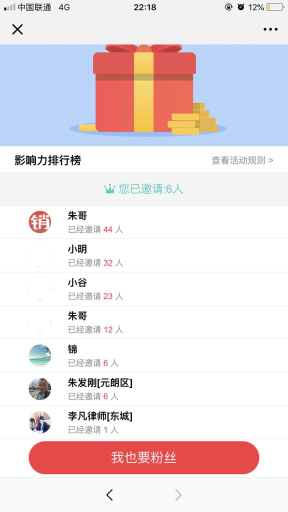 中国联通 4G 22:18 12%
影响力排行榜 查看活动规则 >
您已邀请:6人
销 朱哥
已经邀请 44 人
小明
已经邀请 32 人
小谷
已经邀请 23 人
朱哥
已经邀请 12 人
锦
已经邀请 6 人
朱发刚[元朗区]
已经邀请 6 人
李凡律师[东城]
已经邀请 1 人
我也要粉丝